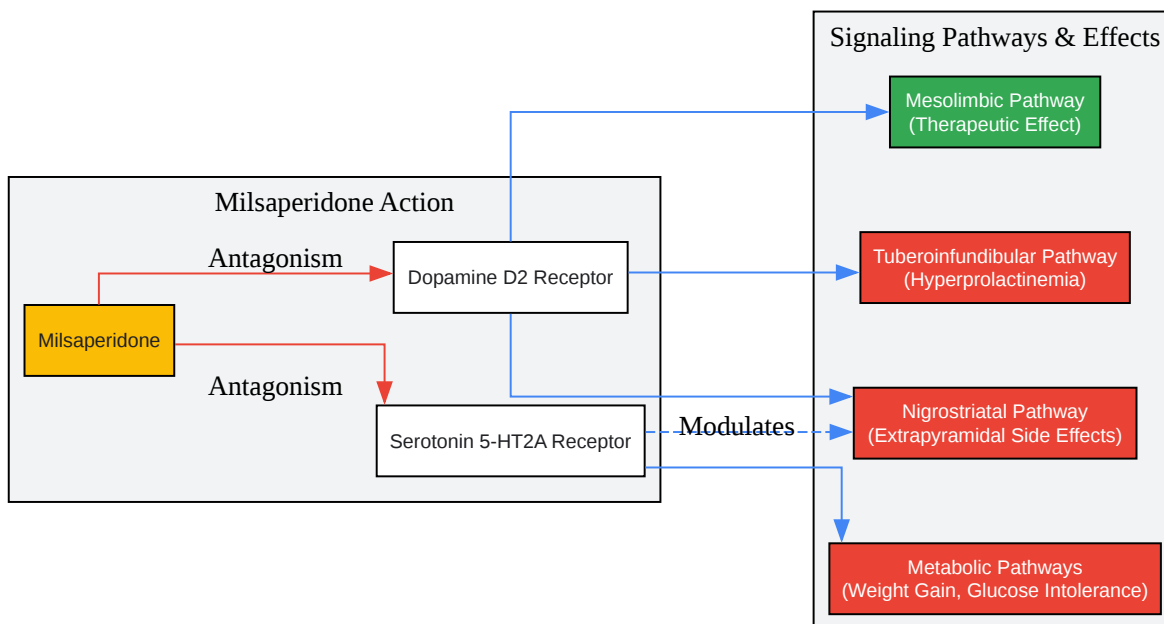 Signaling Pathways & Effects
Mesolimbic Pathway
(Therapeutic Effect)
Milsaperidone Action
Antagonism
Dopamine D2 Receptor
Tuberoinfundibular Pathway
(Hyperprolactinemia)
Milsaperidone
Antagonism
Serotonin 5-HT2A Receptor
Modulates
Nigrostriatal Pathway
(Extrapyramidal Side Effects)
Metabolic Pathways
(Weight Gain, Glucose Intolerance)